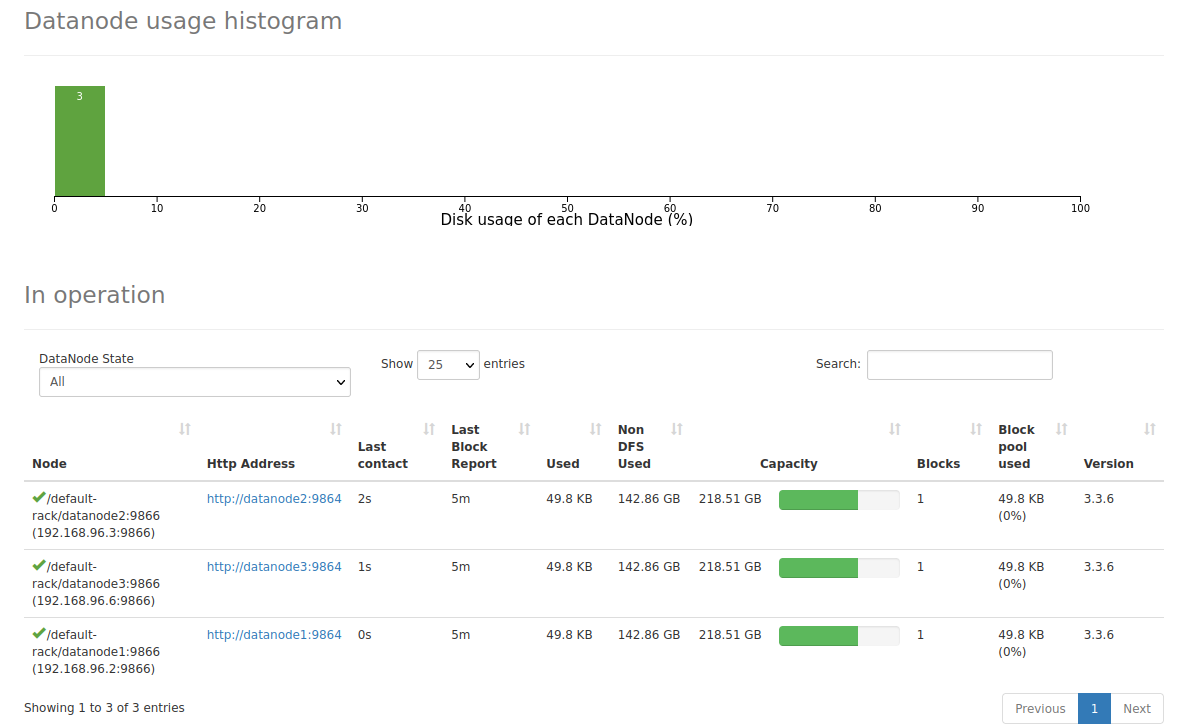 Datanode usage histogram
3
0 10 20 30 40 50 60 70 80 90 100
Disk usage of each DataNode (%)
In operation
DataNode State
All
Show 25 entries
Search:
Node Http Address Last contact Last Block Report Used Non DFS Used Capacity Blocks Block pool used Version
/default-rack/datanode2:9866 (192.168.96.3:9866) http://datanode2:9864 2s 5m 49.8 KB 142.86 GB 218.51 GB 1 49.8 KB (0%) 3.3.6
/default-rack/datanode3:9866 (192.168.96.6:9866) http://datanode3:9864 1s 5m 49.8 KB 142.86 GB 218.51 GB 1 49.8 KB (0%) 3.3.6
/default-rack/datanode1:9866 (192.168.96.2:9866) http://datanode1:9864 0s 5m 49.8 KB 142.86 GB 218.51 GB 1 49.8 KB (0%) 3.3.6
Showing 1 to 3 of 3 entries
Previous 1 Next